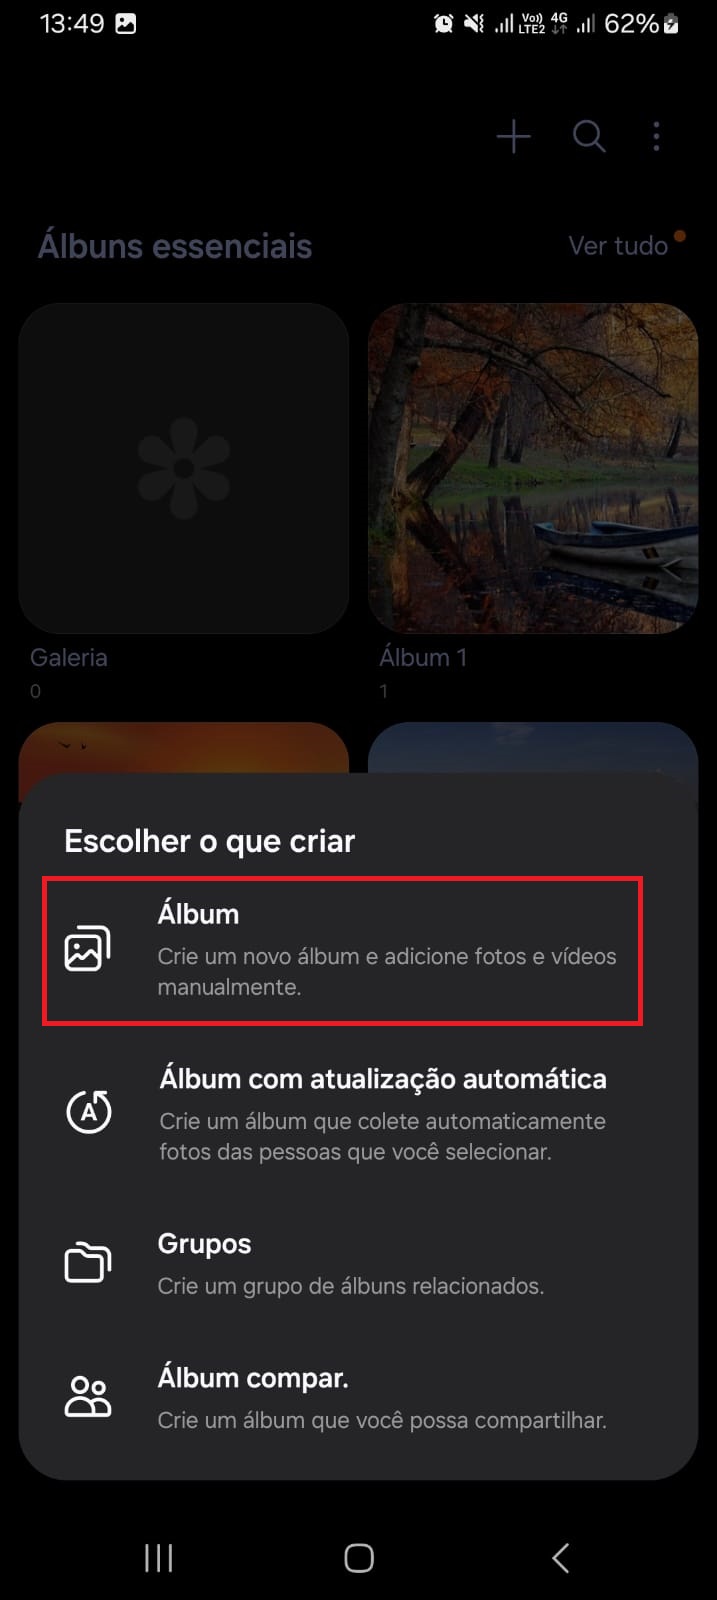 13:49 Vo) LTE2 4G 62%
Álbuns essenciais Ver tudo
Galeria Álbum 1
0 1
Escolher o que criar
Álbum
Crie um novo álbum e adicione fotos e vídeos
manualmente.
A
Álbum com atualização automática
Crie um álbum que colete automaticamente
fotos das pessoas que você selecionar.
Grupos
Crie um grupo de álbuns relacionados.
Álbum compar.
Crie um álbum que você possa compartilhar.